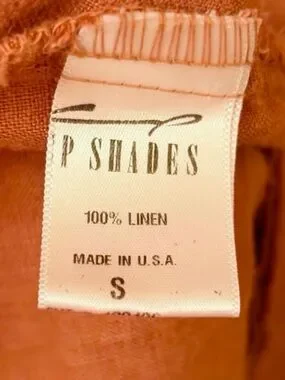 P SHADES
100% LINEN
MADE IN U.S.A.
S